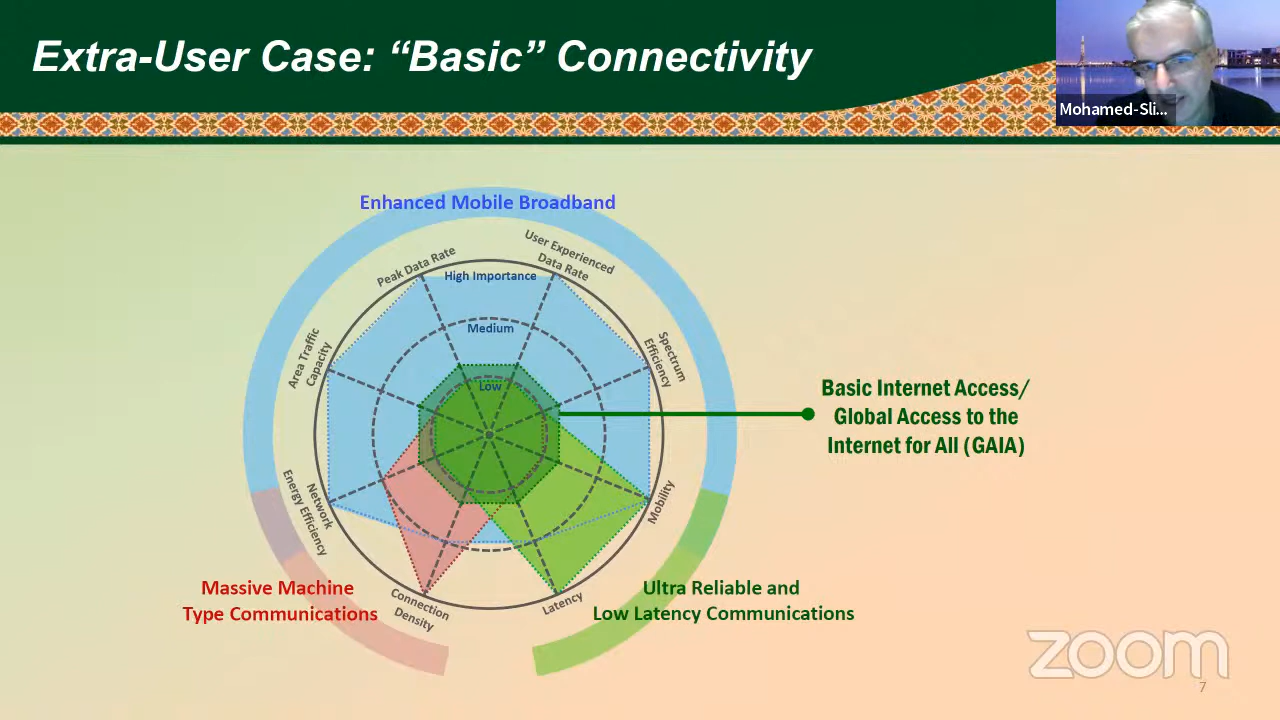 Extra-User Case: “Basic” Connectivity
Mohamed-Sli...
Enhanced Mobile Broadband
Peak Data Rate
User Experienced
Data Rate
High Importance
Medium
Low
Area Traffic
Capacity
Spectrum
Efficiency
Basic Internet Access/
Global Access to the
Internet for All (GAIA)
Network
Energy Efficiency
Mobility
Connection
Density
Latency
Massive Machine
Type Communications
Ultra Reliable and
Low Latency Communications
zoom
7